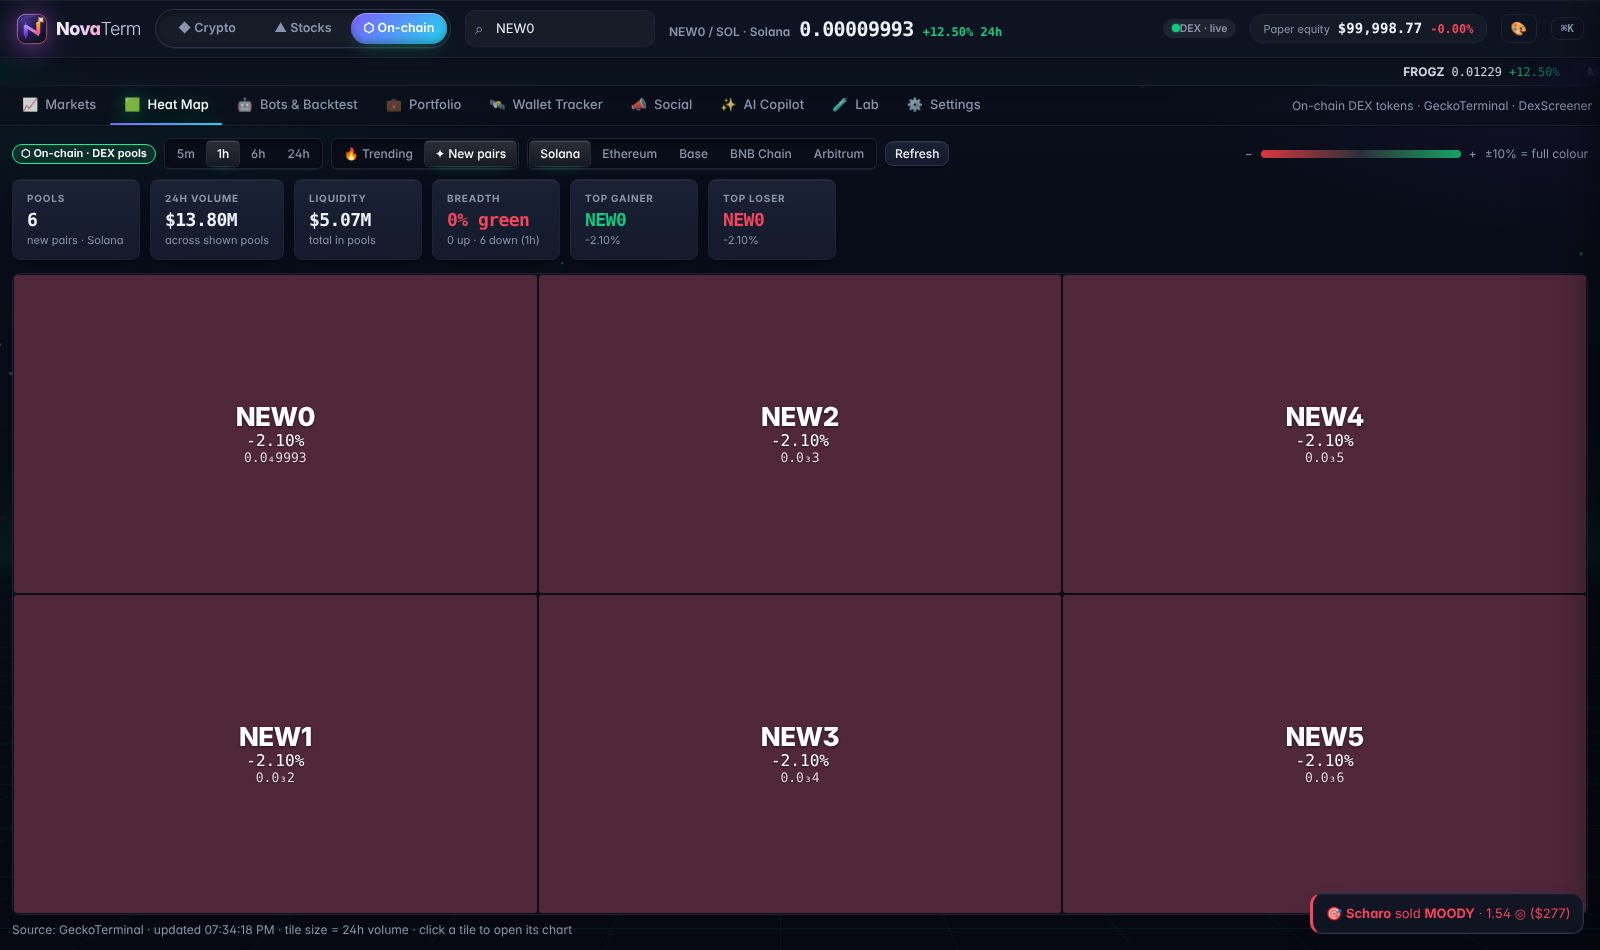 NovaTerm
Crypto
Stocks
On-chain
NEW0
NEW0 / SOL · Solana 0.00009993 +12.50% 24h
DEX · live
Paper equity $99,998.77 -0.00%
⌘K
FROGZ 0.01229 +12.50%
Markets
Heat Map
Bots & Backtest
Portfolio
Wallet Tracker
Social
AI Copilot
Lab
Settings
On-chain DEX tokens · GeckoTerminal · DexScreener
On-chain · DEX pools
5m 1h 6h 24h
Trending
New pairs
Solana Ethereum Base BNB Chain Arbitrum
Refresh
− + ±10% = full colour
POOLS
6
new pairs · Solana
24H VOLUME
$13.80M
across shown pools
LIQUIDITY
$5.07M
total in pools
BREADTH
0% green
0 up · 6 down (1h)
TOP GAINER
NEW0
-2.10%
TOP LOSER
NEW0
-2.10%
NEW0
-2.10%
0.0₄9993
NEW2
-2.10%
0.0₃3
NEW4
-2.10%
0.0₃5
NEW1
-2.10%
0.0₃2
NEW3
-2.10%
0.0₃4
NEW5
-2.10%
0.0₃6
Scharo sold MOODY · 1.54 ◎ ($277)
Source: GeckoTerminal · updated 07:34:18 PM · tile size = 24h volume · click a tile to open its chart